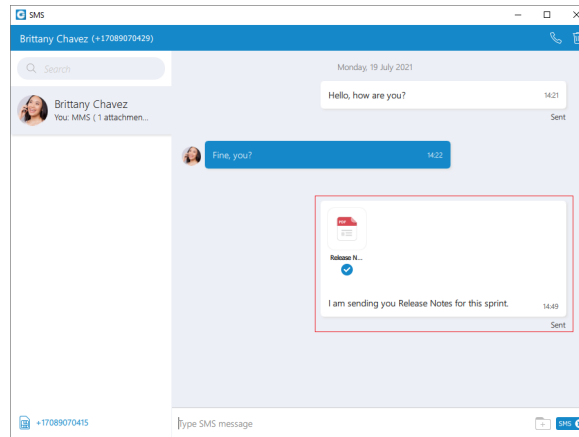 SMS
Brittany Chavez (+17089070429)
Search
Monday, 19 July 2021
Hello, how are you?
14:21
Sent
Brittany Chavez
You: MMS ( 1 attachmen...
Fine, you?
14:22
PDF
Release N...
I am sending you Release Notes for this sprint.
14:49
Sent
+17089070415
Type SMS message
SMS